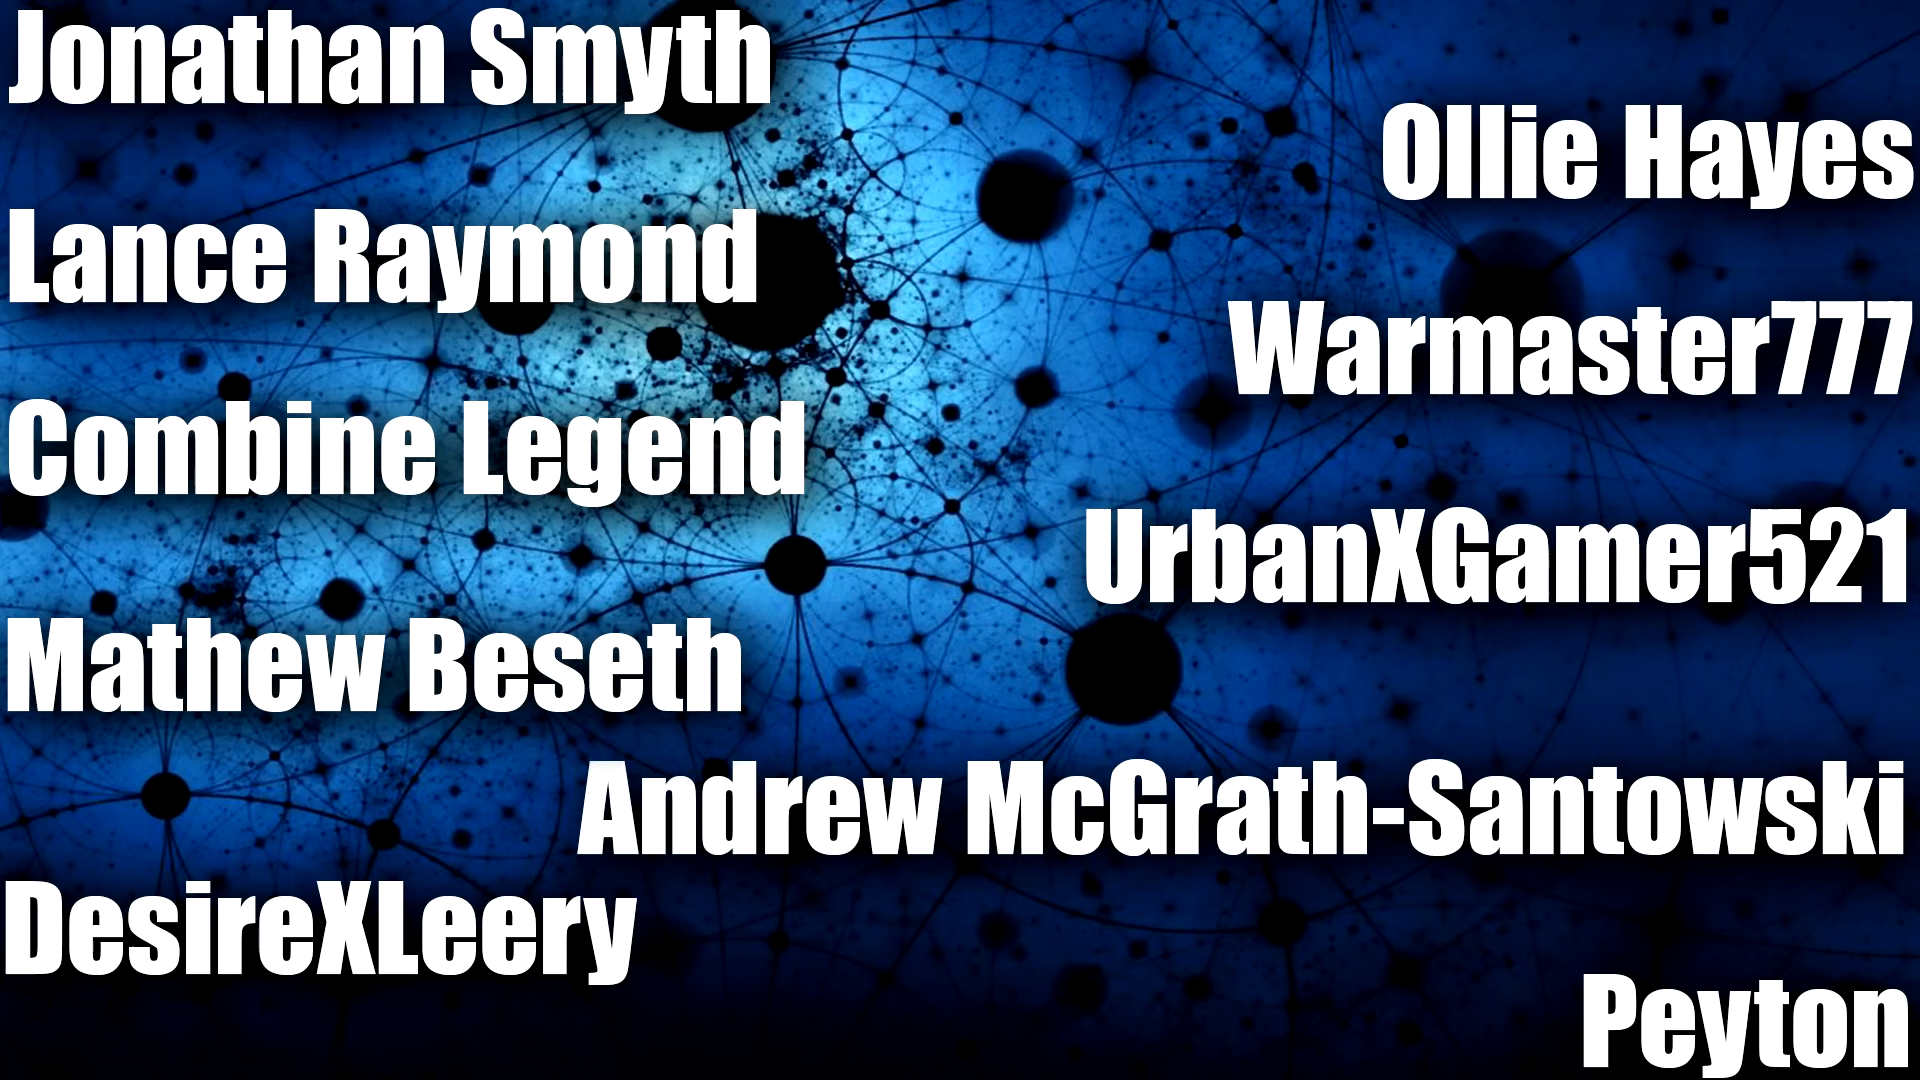 Jonathan Smyth
Ollie Hayes
Lance Raymond
Warmaster777
Combine Legend
UrbanXGamer521
Mathew Beseth
Andrew McGrath-Santowski
DesireXLeery
Peyton